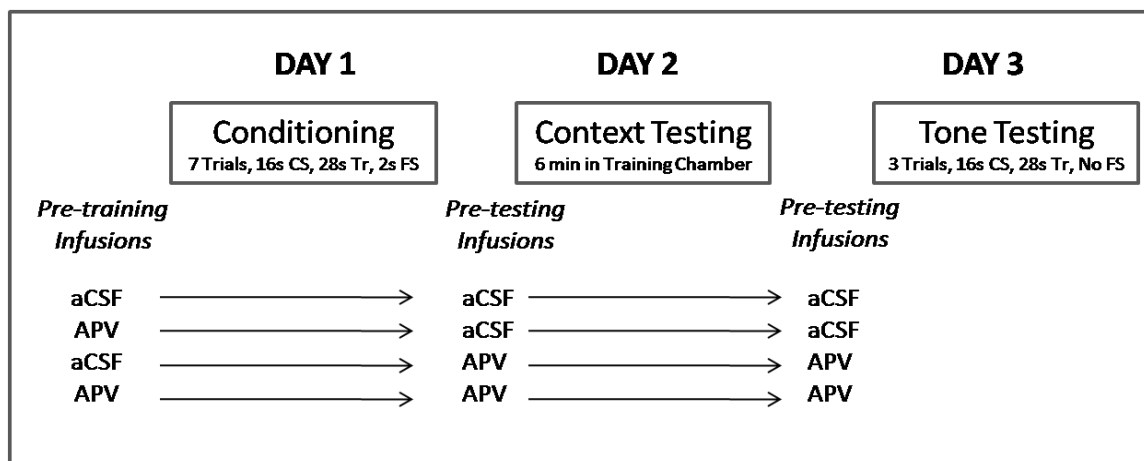 DAY 1 DAY 2 DAY 3
Conditioning Context Testing Tone Testing
7 Trials, 16s CS, 28s Tr, 2s FS 6 min in Training Chamber 3 Trials, 16s CS, 28s Tr, No FS
Pre-training Pre-testing Pre-testing
Infusions Infusions Infusions
aCSF aCSF aCSF
APV aCSF aCSF
aCSF APV APV
APV APV APV